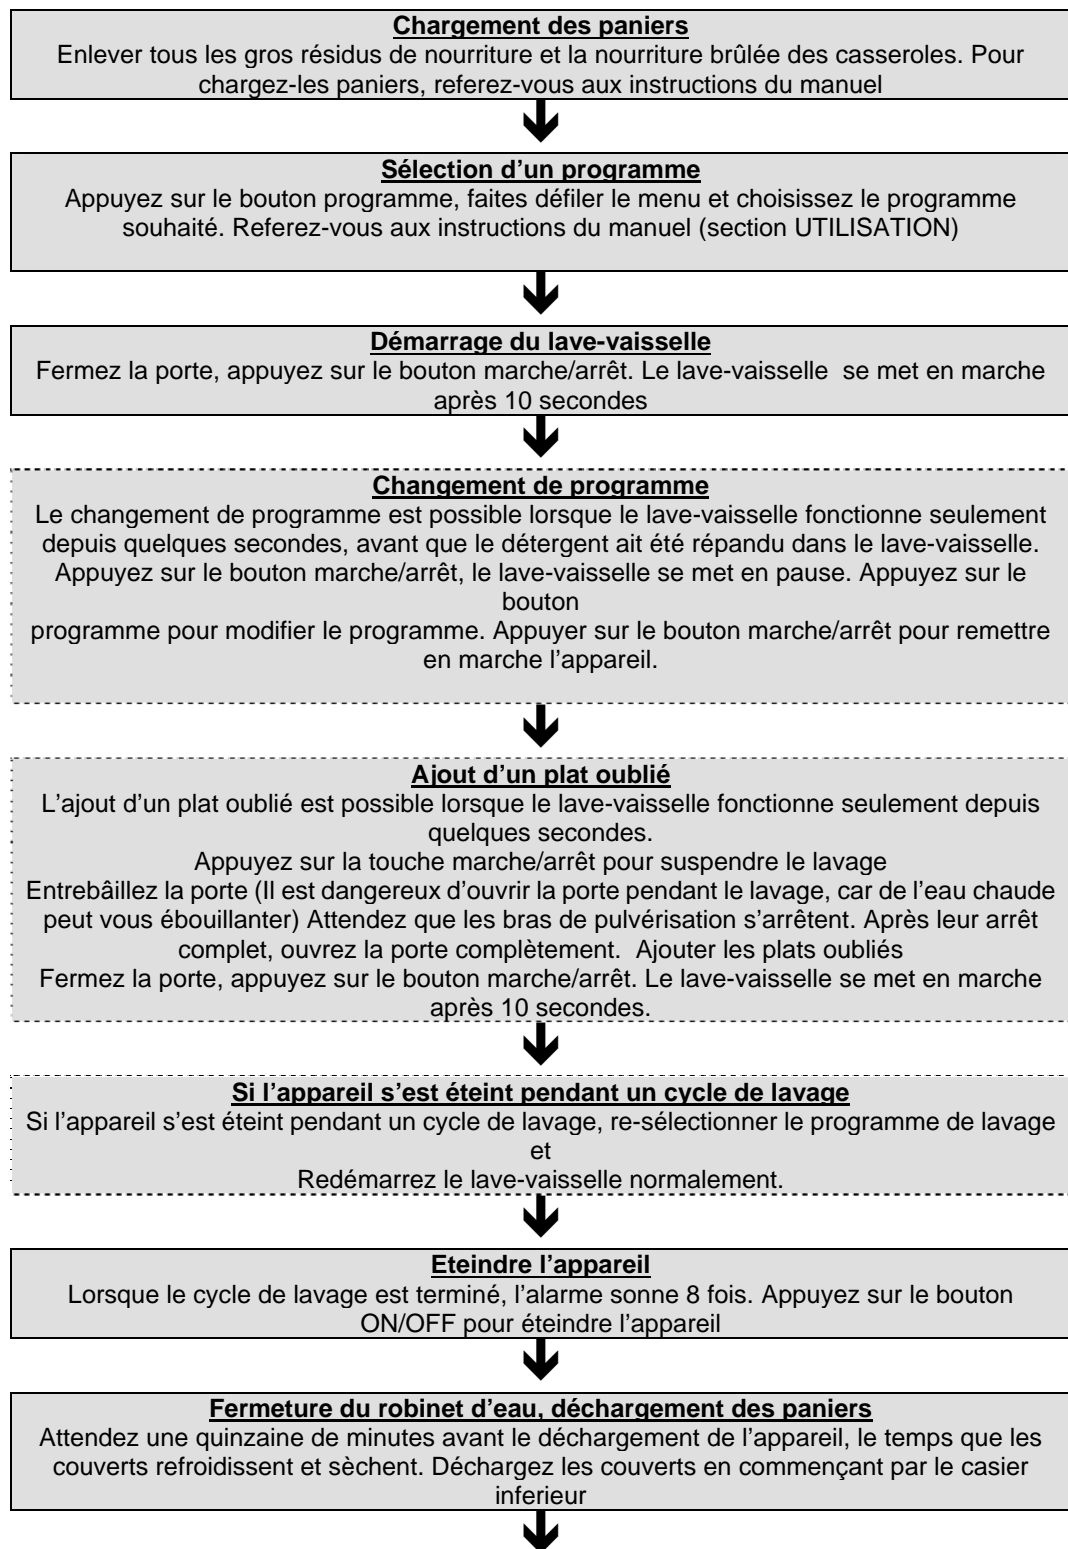 Chargement des paniers
Enlever tous les gros résidus de nourriture et la nourriture brûlée des casseroles. Pour
chargez-les paniers, referez-vous aux instructions du manuel
Sélection d’un programme
Appuyez sur le bouton programme, faites défiler le menu et choisissez le programme
souhaité. Referez-vous aux instructions du manuel (section UTILISATION)
Démarrage du lave-vaisselle
Fermez la porte, appuyez sur le bouton marche/arrêt. Le lave-vaisselle  se met en marche
après 10 secondes
Changement de programme
Le changement de programme est possible lorsque le lave-vaisselle fonctionne seulement
depuis quelques secondes, avant que le détergent ait été répandu dans le lave-vaisselle.
Appuyez sur le bouton marche/arrêt, le lave-vaisselle se met en pause. Appuyez sur le
bouton
programme pour modifier le programme. Appuyer sur le bouton marche/arrêt pour remettre
en marche l’appareil.
Ajout d’un plat oublié
L’ajout d’un plat oublié est possible lorsque le lave-vaisselle fonctionne seulement depuis
quelques secondes.
Appuyez sur la touche marche/arrêt pour suspendre le lavage
Entrebâillez la porte (Il est dangereux d’ouvrir la porte pendant le lavage, car de l’eau chaude
peut vous ébouillanter) Attendez que les bras de pulvérisation s’arrêtent. Après leur arrêt
complet, ouvrez la porte complètement.  Ajouter les plats oubliés
Fermez la porte, appuyez sur le bouton marche/arrêt. Le lave-vaisselle se met en marche
après 10 secondes.
Si l’appareil s’est éteint pendant un cycle de lavage
Si l’appareil s’est éteint pendant un cycle de lavage, re-sélectionner le programme de lavage
et
Redémarrez le lave-vaisselle normalement.
Eteindre l’appareil
Lorsque le cycle de lavage est terminé, l’alarme sonne 8 fois. Appuyez sur le bouton
ON/OFF pour éteindre l’appareil
Fermeture du robinet d’eau, déchargement des paniers
Attendez une quinzaine de minutes avant le déchargement de l’appareil, le temps que les
couverts refroidissent et sèchent. Déchargez les couverts en commençant par le casier
inferieur